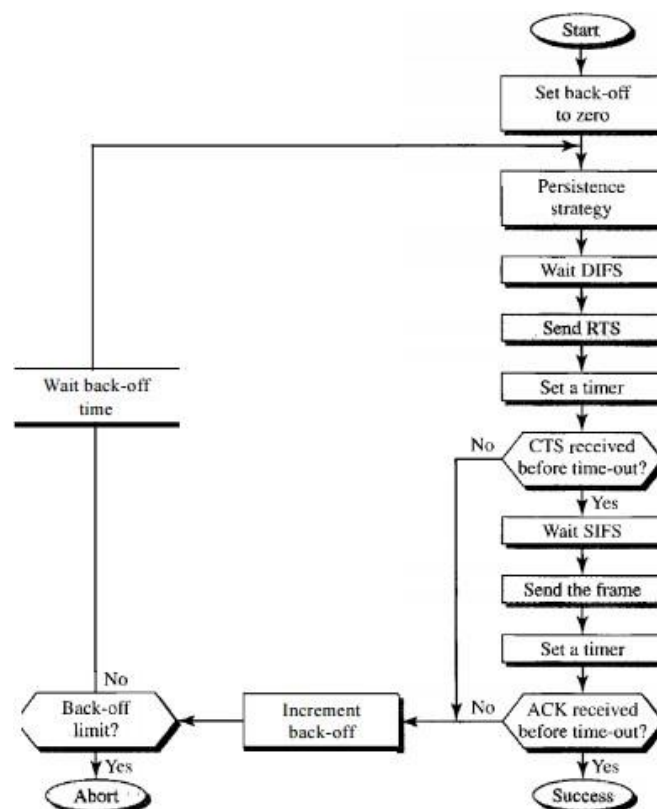 Start
Set back-off
to zero
Persistence
strategy
Wait DIFS
Send RTS
Set a timer
Wait back-off
time
No
CTS received
before time-out?
Yes
Wait SIFS
Send the frame
Set a timer
No
Back-off
limit?
Increment
back-off
No
ACK received
before time-out?
Yes
Yes
Abort
Success